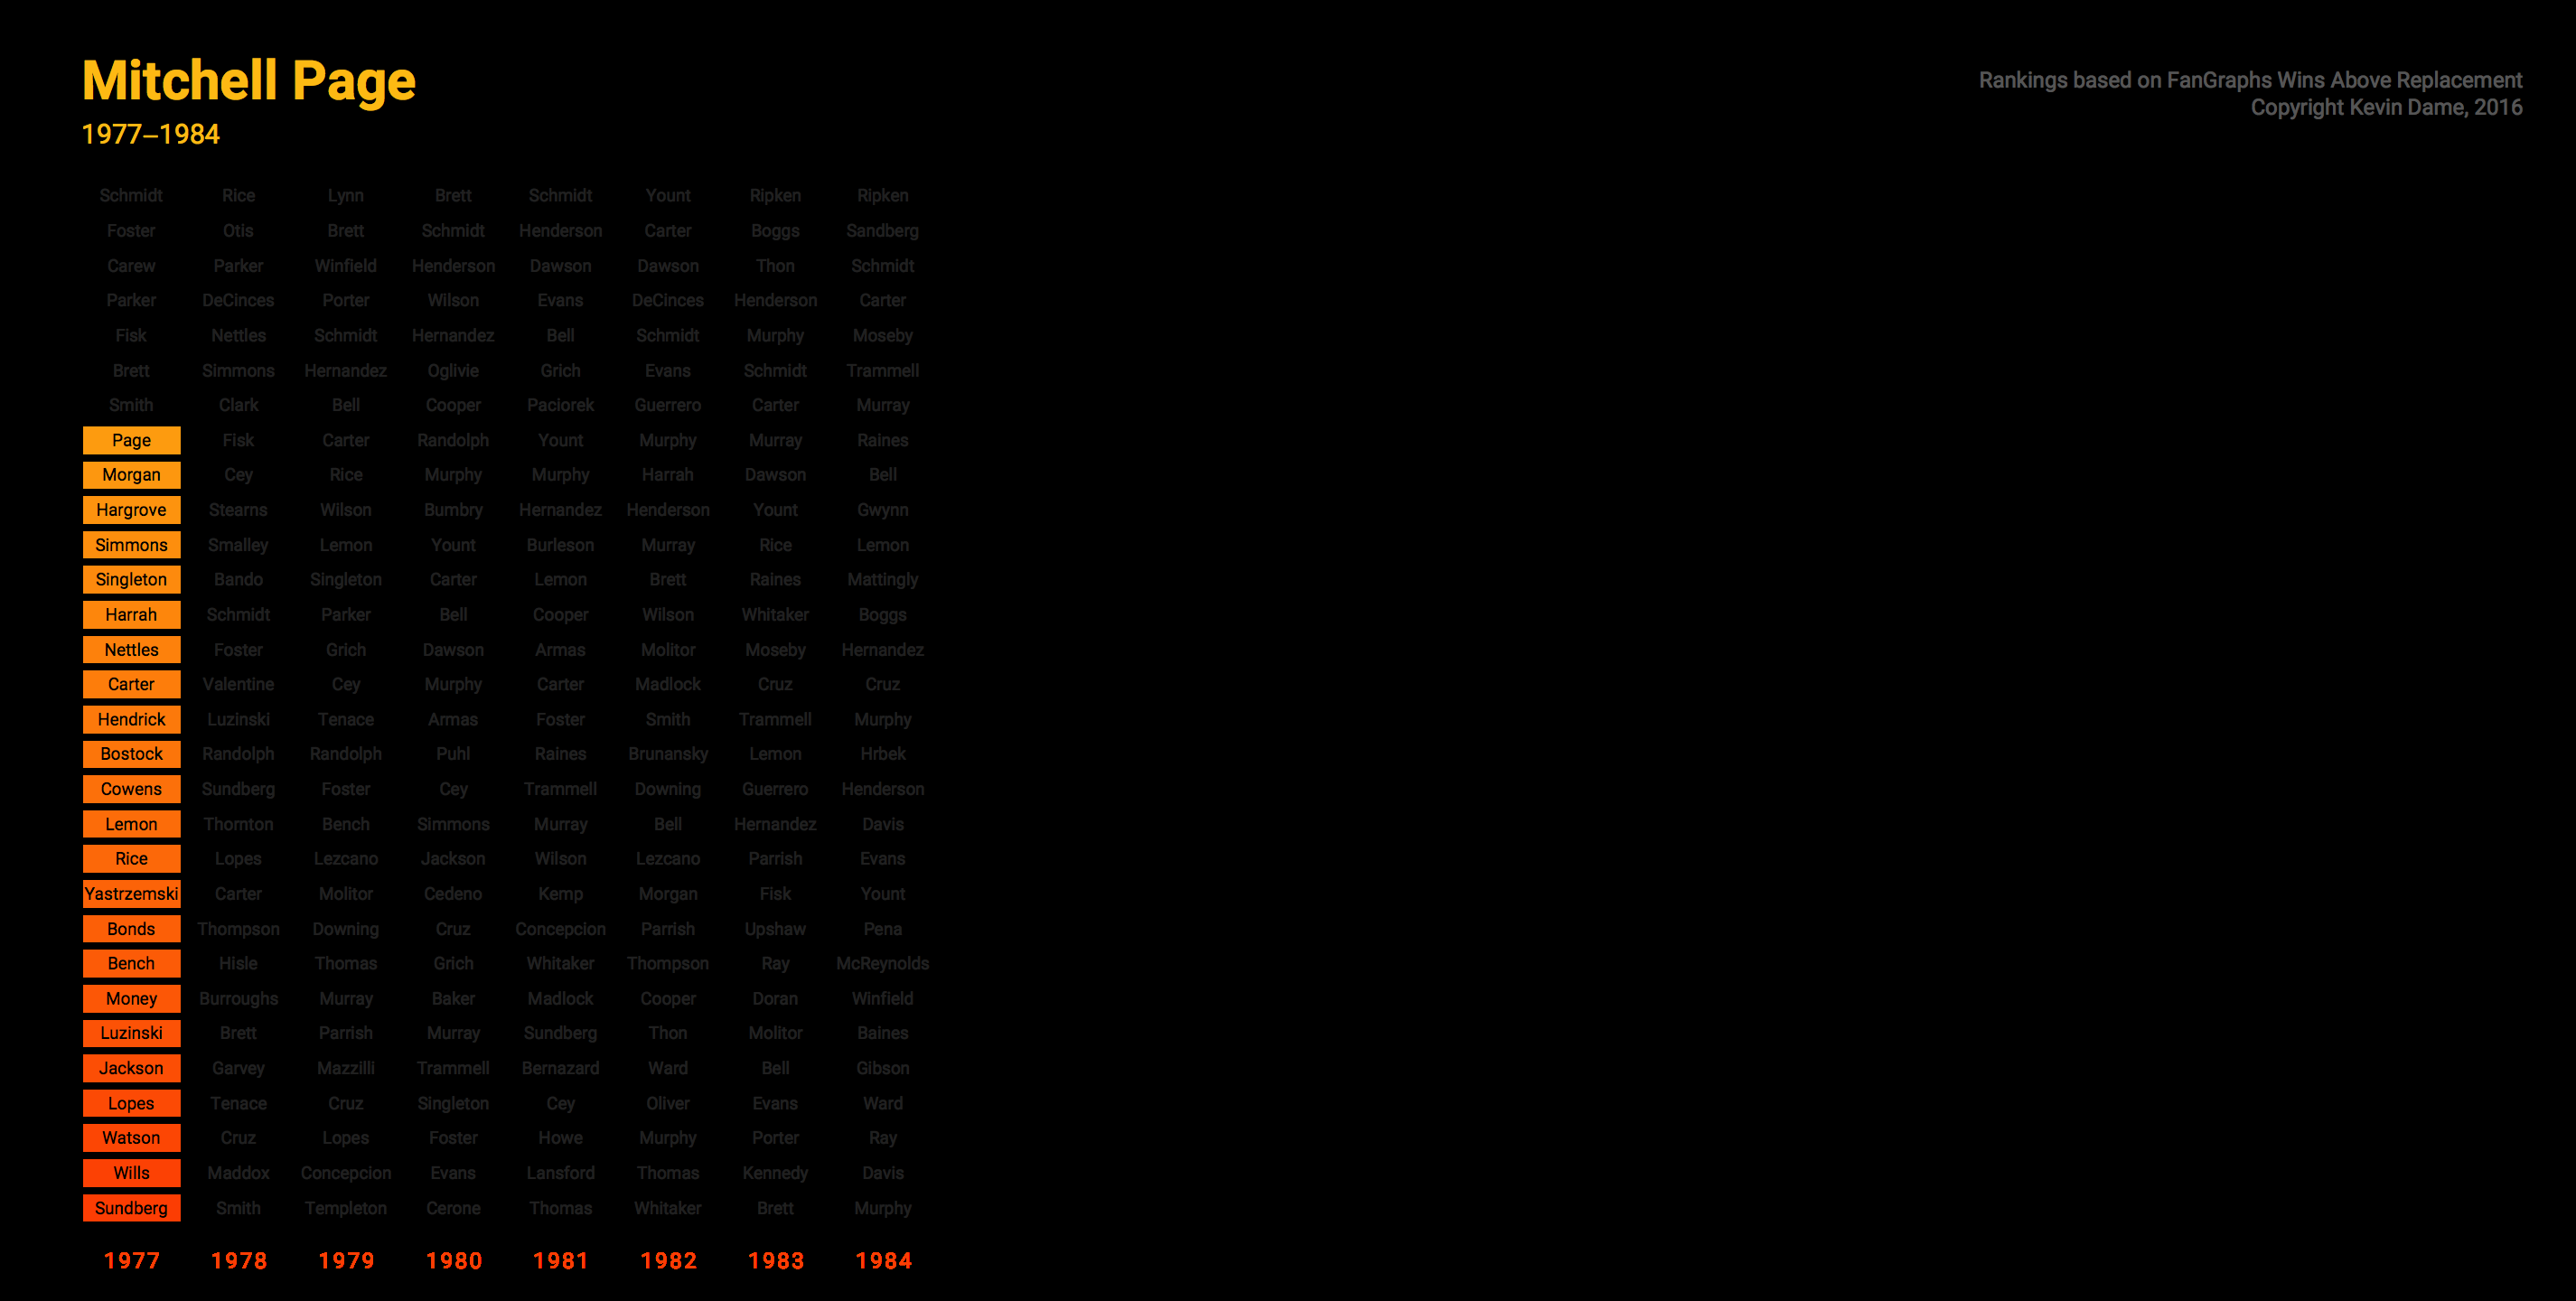 Mitchell Page
1977–1984
Rankings based on FanGraphs Wins Above Replacement
Copyright Kevin Dame, 2016
Schmidt Rice Lynn Brett Schmidt Yount Ripken Ripken
Foster Otis Brett Schmidt Henderson Carter Boggs Sandberg
Carew Parker Winfield Henderson Dawson Dawson Thon Schmidt
Parker DeCinces Porter Wilson Evans DeCinces Henderson Carter
Fisk Nettles Schmidt Hernandez Bell Schmidt Murphy Moseby
Brett Simmons Hernandez Oglivie Grich Evans Schmidt Trammell
Smith Clark Bell Cooper Paciorek Guerrero Carter Murray
Page Fisk Carter Randolph Yount Murphy Murray Raines
Morgan Cey Rice Murphy Murphy Harrah Dawson Bell
Hargrove Stearns Wilson Bumbry Hernandez Henderson Yount Gwynn
Simmons Smalley Lemon Yount Burleson Murray Rice Lemon
Singleton Bando Singleton Carter Lemon Brett Raines Mattingly
Harrah Schmidt Parker Bell Cooper Wilson Whitaker Boggs
Nettles Foster Grich Dawson Armas Molitor Moseby Hernandez
Carter Valentine Cey Murphy Carter Madlock Cruz Cruz
Hendrick Luzinski Tenace Armas Foster Smith Trammell Murphy
Bostock Randolph Randolph Puhl Raines Brunansky Lemon Hrbek
Cowens Sundberg Foster Cey Trammell Downing Guerrero Henderson
Lemon Thornton Bench Simmons Murray Bell Hernandez Davis
Rice Lopes Lezcano Jackson Wilson Lezcano Parrish Evans
Yastrzemski Carter Molitor Cedeno Kemp Morgan Fisk Yount
Bonds Thompson Downing Cruz Concepcion Parrish Upshaw Pena
Bench Hisle Thomas Grich Whitaker Thompson Ray McReynolds
Money Burroughs Murray Baker Madlock Cooper Doran Winfield
Luzinski Brett Parrish Murray Sundberg Thon Molitor Baines
Jackson Garvey Mazzilli Trammell Bernazard Ward Bell Gibson
Lopes Tenace Cruz Singleton Cey Oliver Evans Ward
Watson Cruz Lopes Foster Howe Murphy Porter Ray
Wills Maddox Concepcion Evans Lansford Thomas Kennedy Davis
Sundberg Smith Templeton Cerone Thomas Whitaker Brett Murphy
1977 1978 1979 1980 1981 1982 1983 1984